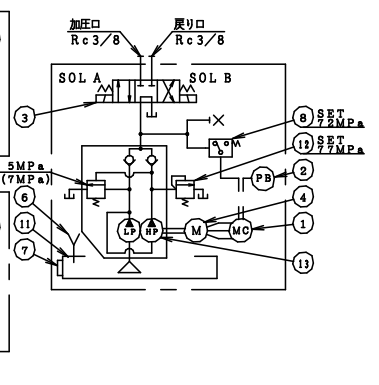 加圧口 戻り口
Rc3/8 Rc3/8
SOL A SOL B
3
8 SET 72MPa
12 SET 77MPa
5MPa
(7MPa)
PB 2
6
4
11
LP HP M MC 1
7
13